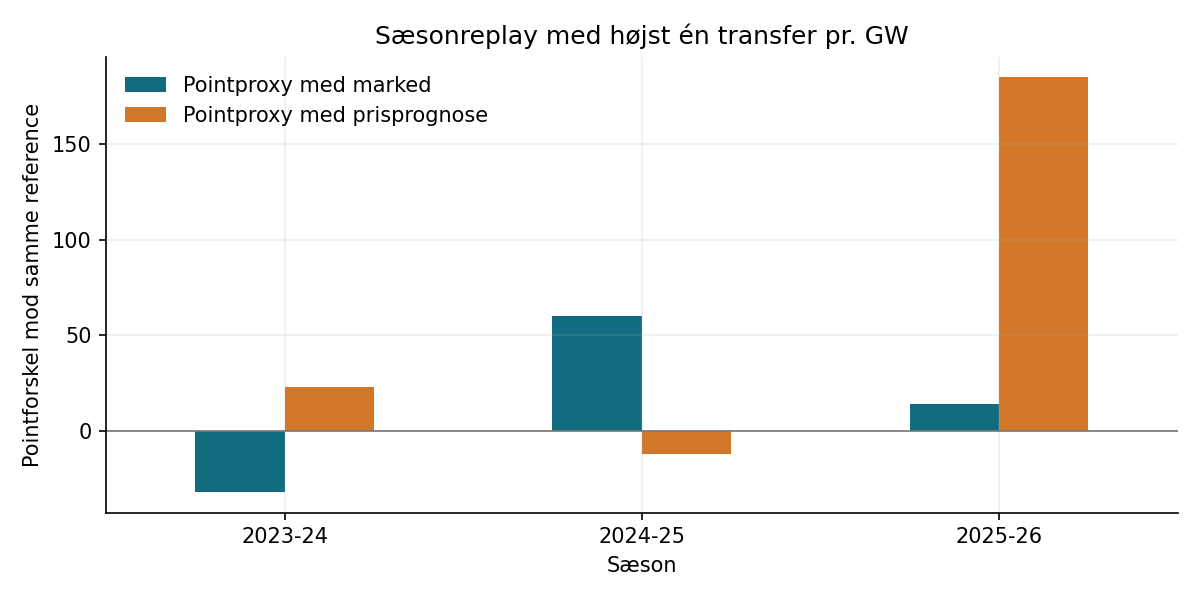 Sæsonreplay med højst én transfer pr. GW
Pointproxy med marked
Pointproxy med prisprognose
Pointforskel mod samme reference
150
100
50
0
2023-24
2024-25
2025-26
Sæson